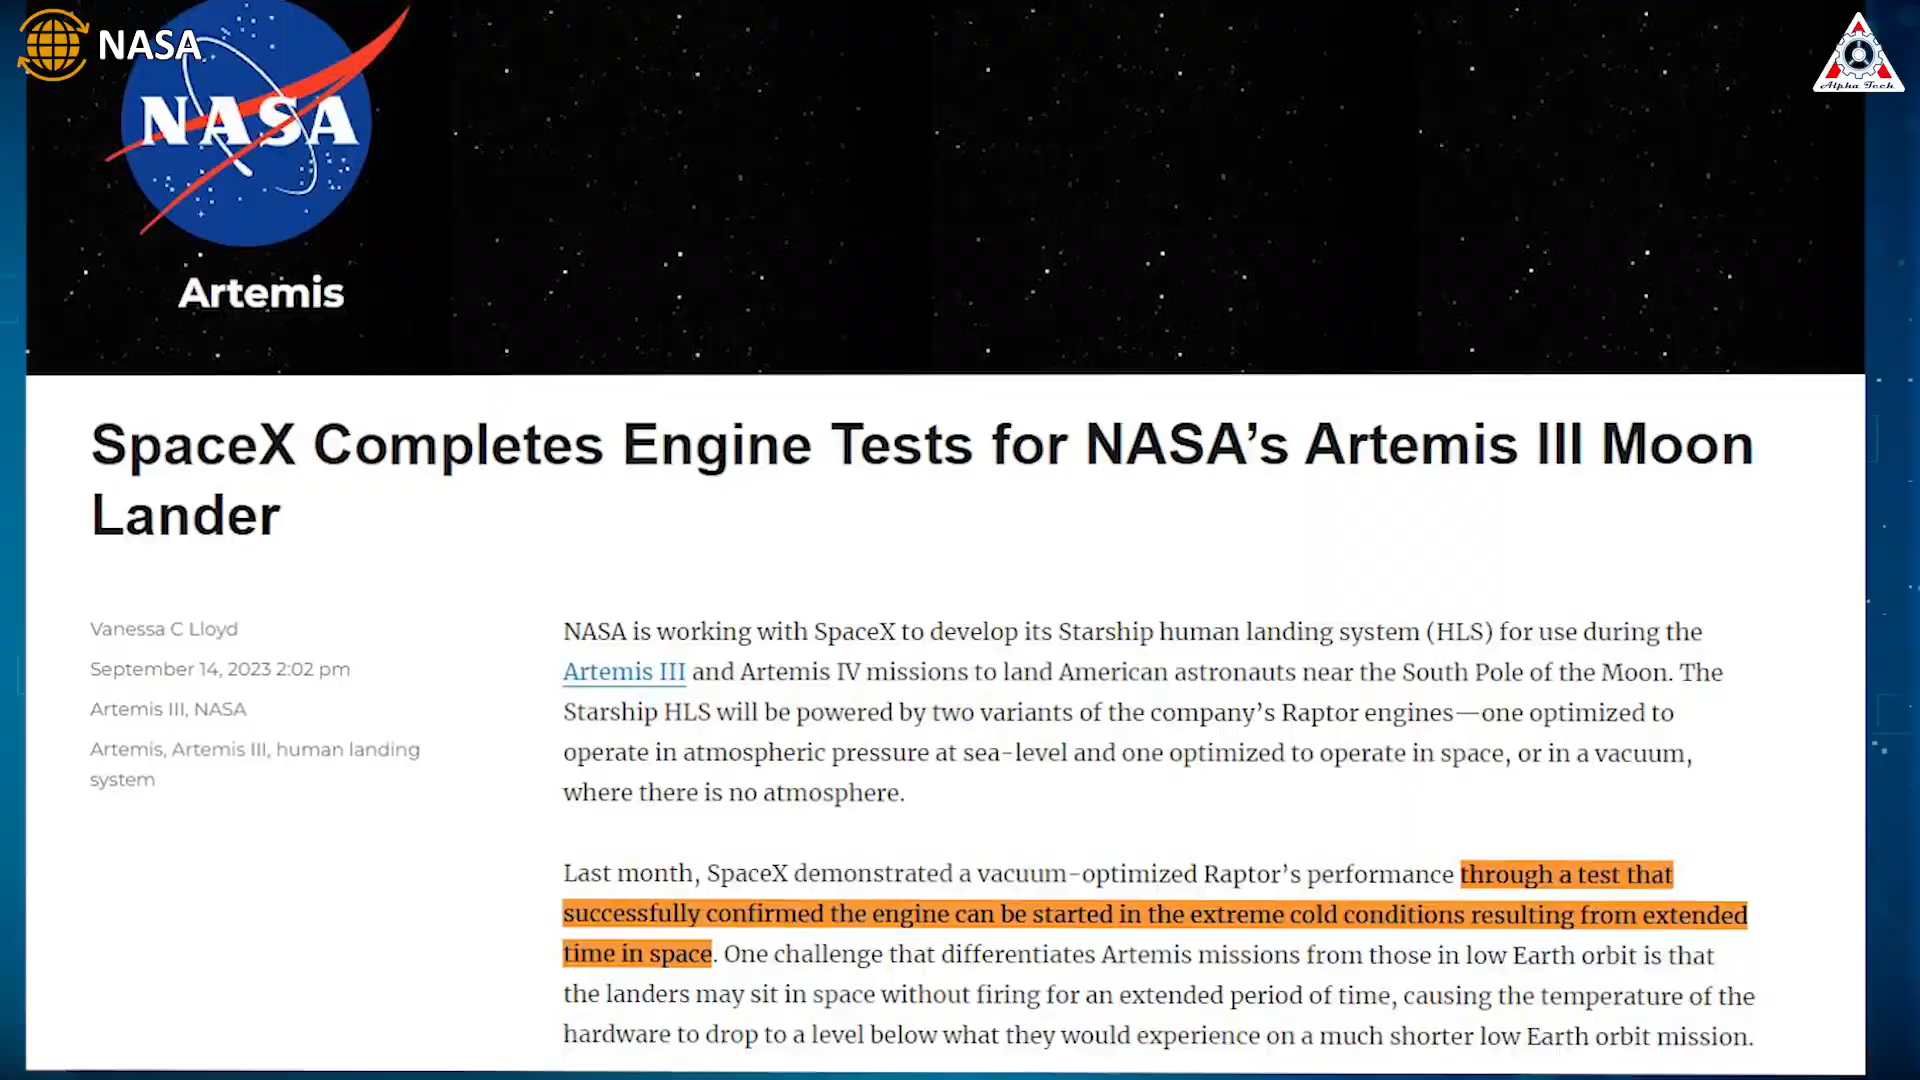 NASA
NASA
Alpha Tech
Artemis
SpaceX Completes Engine Tests for NASA’s Artemis III Moon
Lander
Vanessa C Lloyd
September 14, 2023 2:02 pm
Artemis III, NASA
Artemis, Artemis III, human landing
system
NASA is working with SpaceX to develop its Starship human landing system (HLS) for use during the
Artemis III and Artemis IV missions to land American astronauts near the South Pole of the Moon. The
Starship HLS will be powered by two variants of the company’s Raptor engines—one optimized to
operate in atmospheric pressure at sea-level and one optimized to operate in space, or in a vacuum,
where there is no atmosphere.
Last month, SpaceX demonstrated a vacuum-optimized Raptor’s performance through a test that
successfully confirmed the engine can be started in the extreme cold conditions resulting from extended
time in space. One challenge that differentiates Artemis missions from those in low Earth orbit is that
the landers may sit in space without firing for an extended period of time, causing the temperature of the
hardware to drop to a level below what they would experience on a much shorter low Earth orbit mission.